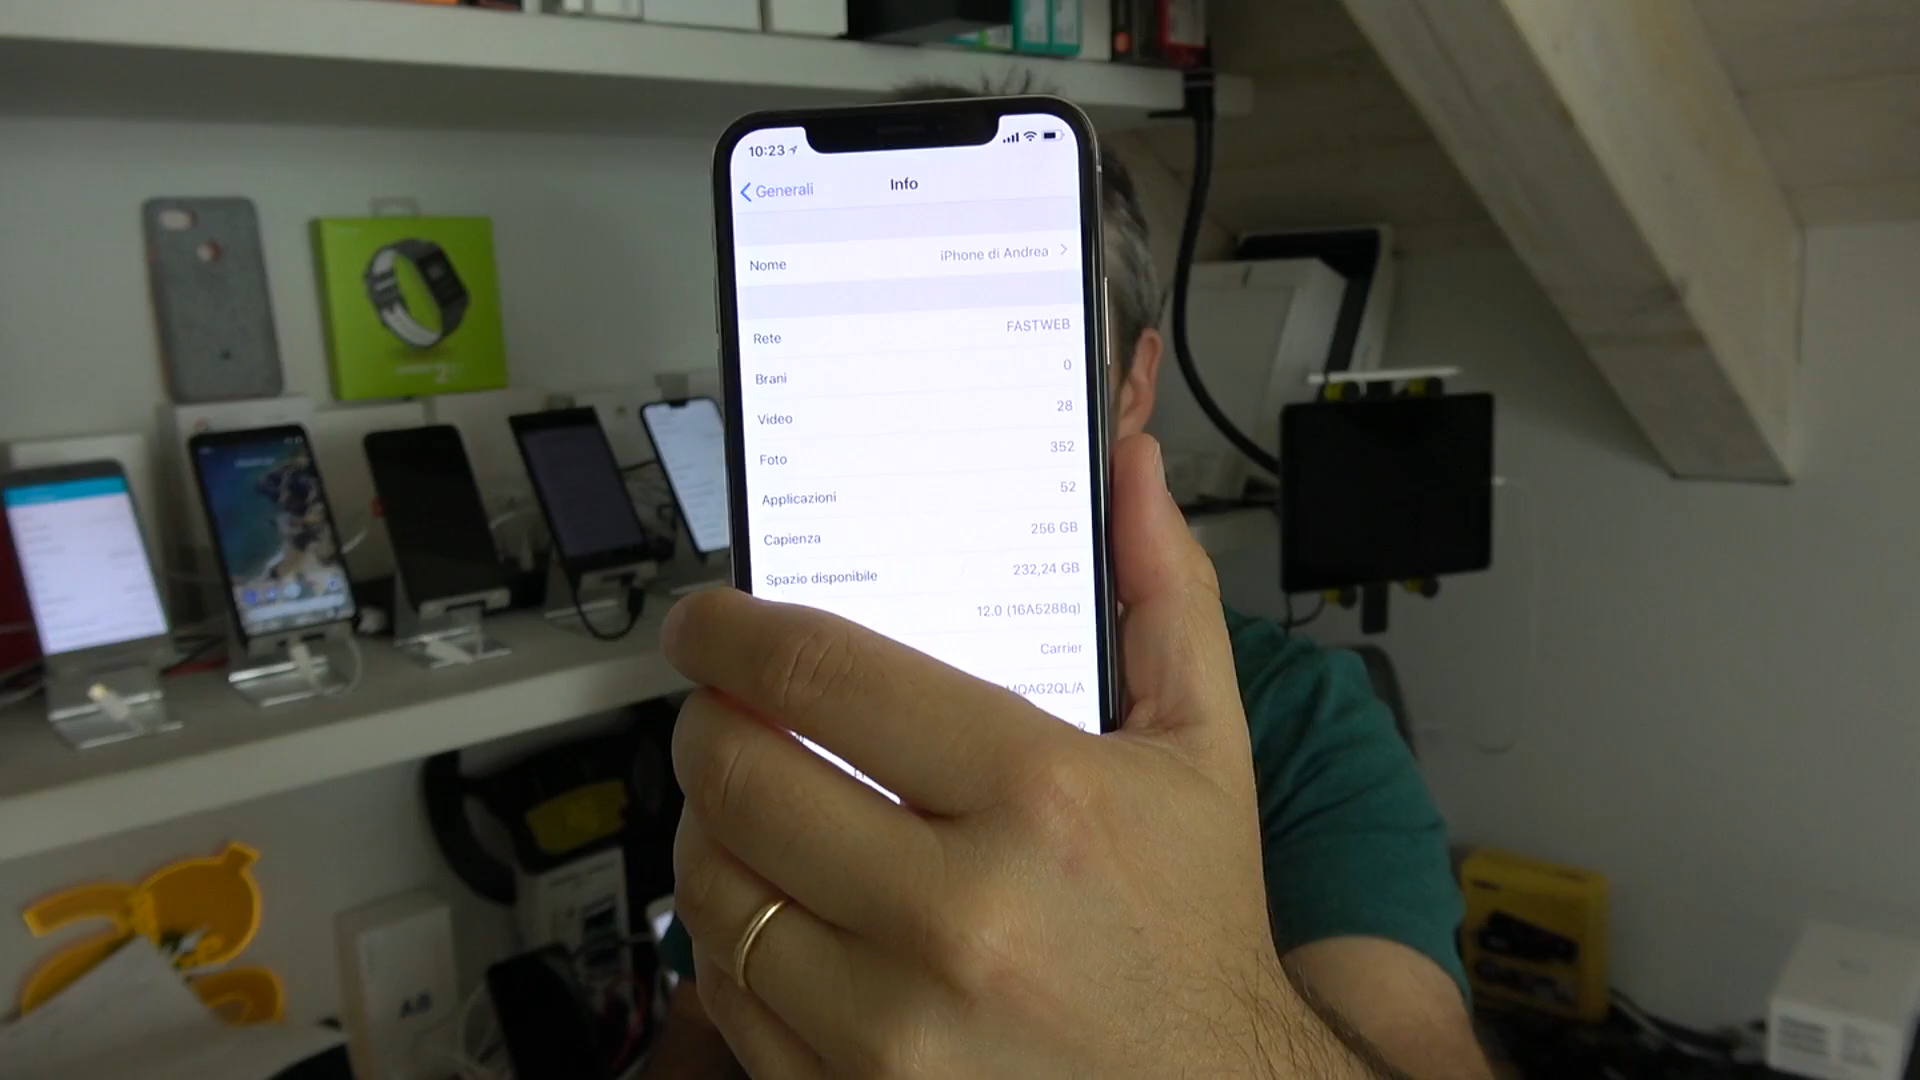 10:23
Generali
Info
Nome iPhone di Andrea
Rete FASTWEB
Brani 0
Video 28
Foto 352
Applicazioni 52
Capienza 256 GB
Spazio disponibile 232,24 GB
12.0 (16A5288q)
Carrier
MQAG2QL/A